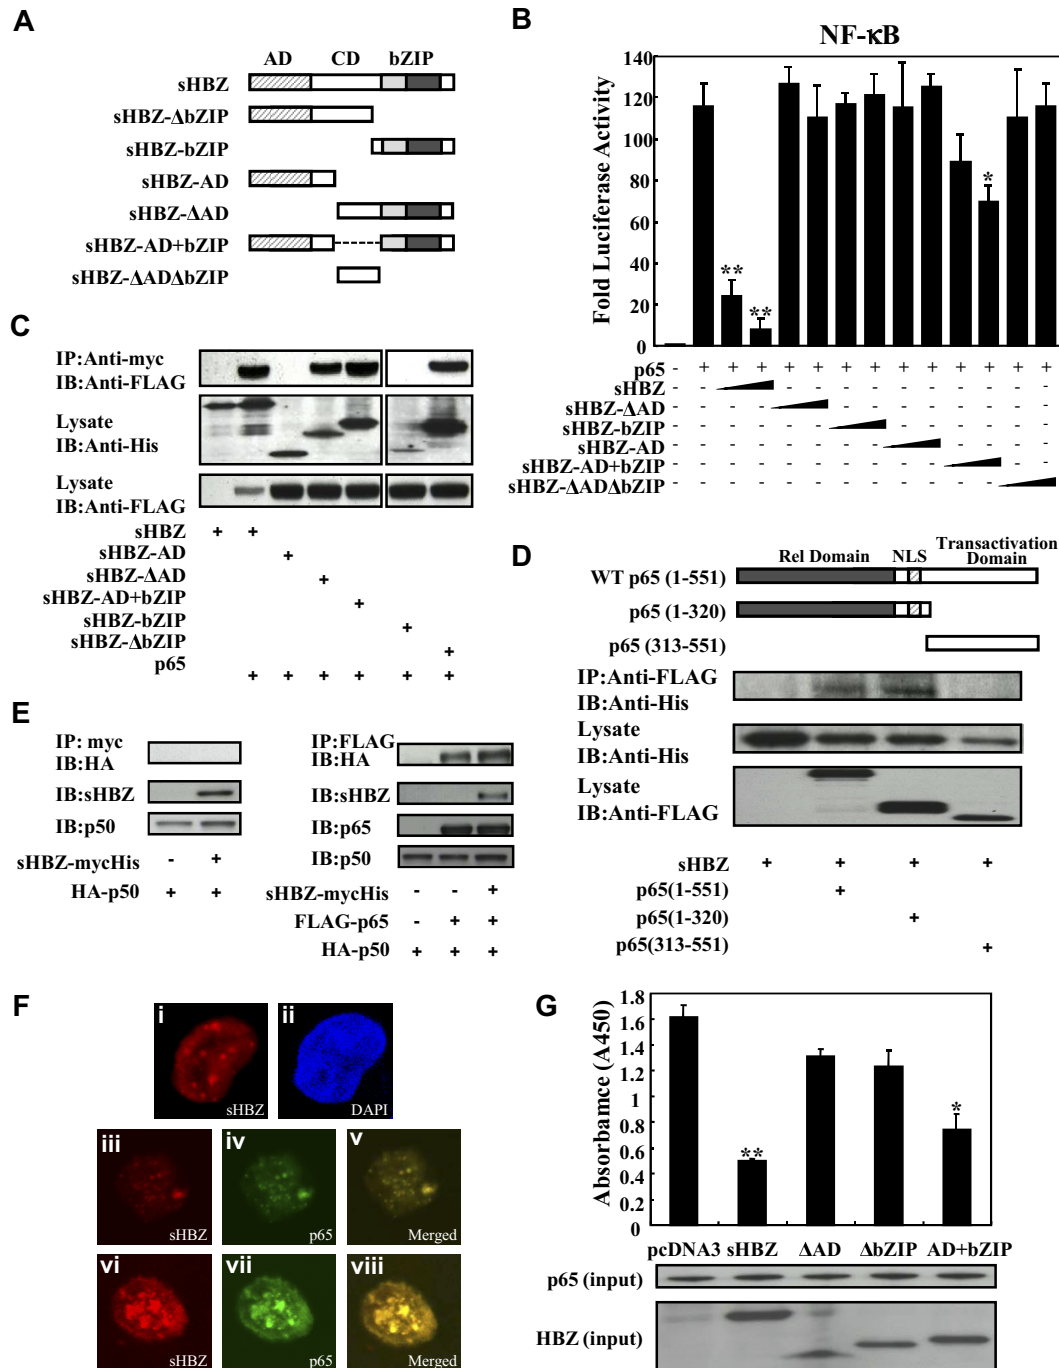 A
AD CD bZIP
sHBZ
sHBZ-ΔbZIP
sHBZ-bZIP
sHBZ-AD
sHBZ-ΔAD
sHBZ-AD+bZIP
sHBZ-ΔADΔbZIP
B
NF-κB
Fold Luciferase Activity
140
120
100
80
60
40
20
0
** ** *
p65 - + + + + + + + + + + + + +
sHBZ - - - -
sHBZ-ΔAD - - - -
sHBZ-bZIP - - - -
sHBZ-AD - - - -
sHBZ-AD+bZIP - - - -
sHBZ-ΔADΔbZIP - - - -
C
IP:Anti-myc
IB:Anti-FLAG
Lysate
IB:Anti-His
Lysate
IB:Anti-FLAG
sHBZ + +
sHBZ-AD +
sHBZ-ΔAD +
sHBZ-AD+bZIP +
sHBZ-bZIP +
sHBZ-ΔbZIP +
p65 + + + + + +
D
Rel Domain NLS Transactivation
Domain
WT p65 (1-551)
p65 (1-320)
p65 (313-551)
IP:Anti-FLAG
IB:Anti-His
Lysate
IB:Anti-His
Lysate
IB:Anti-FLAG
sHBZ + + + +
p65(1-551) +
p65(1-320) +
p65(313-551) +
E
IP: myc
IB:HA
IB:sHBZ
IB:p50
sHBZ-mycHis - +
HA-p50 + +
IP:FLAG
IB:HA
IB:sHBZ
IB:p65
IB:p50
sHBZ-mycHis - - +
FLAG-p65 - + +
HA-p50 + + +
F
i sHBZ
ii DAPI
iii sHBZ
iv p65
v Merged
vi sHBZ
vii p65
viii Merged
G
Absorbamce (A450)
1.8
1.6
1.4
1.2
1
0.8
0.6
0.4
0.2
0
** *
pcDNA3 sHBZ ΔAD ΔbZIP AD+bZIP
p65 (input)
HBZ (input)